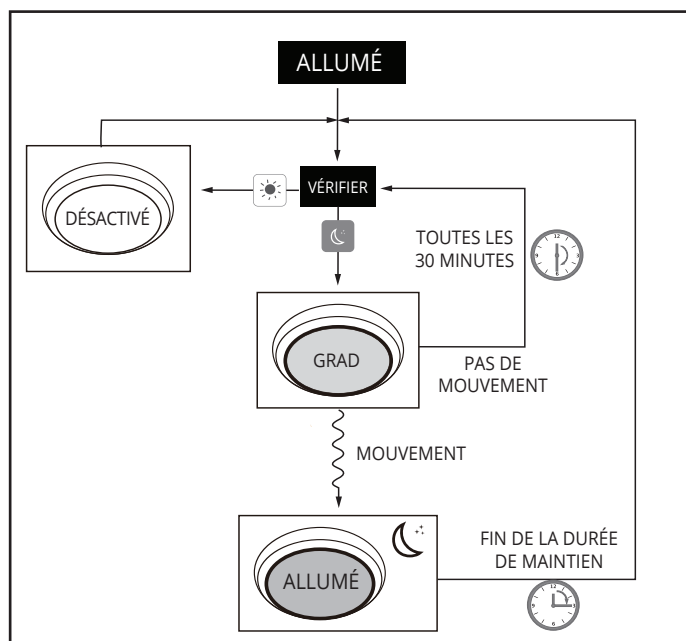 ALLUMÉ
VÉRIFIER
DÉSACTIVÉ
TOUTES LES
30 MINUTES
GRAD
PAS DE
MOUVEMENT
MOUVEMENT
ALLUMÉ
FIN DE LA DURÉE
DE MAINTIEN